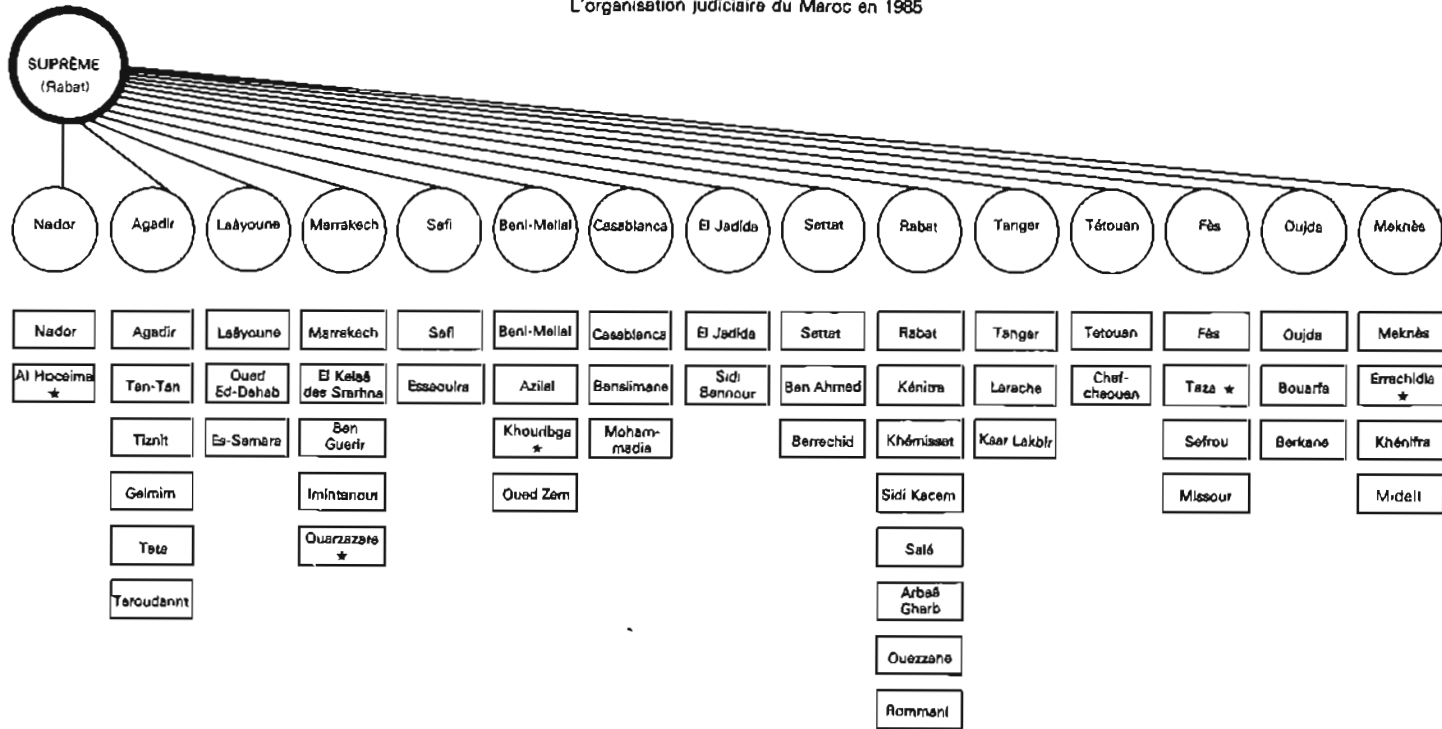 L'organisation judiciaire du Maroc en 1985
SUPRÈME
(Rabat)
Nador
Agadir
Laâyoune
Marrakech
Safi
Beni-Mellal
Casablanca
El Jadida
Settat
Rabat
Tanger
Tétouan
Fès
Oujda
Meknès
Nador
Agadir
Laâyoune
Marrakech
Safi
Beni-Mellal
Casablanca
El Jadida
Settat
Rabat
Tanger
Tetouan
Fès
Oujda
Meknès
Al Hoceima
★
Tan-Tan
Oued
Ed-Dahab
El Kelaâ
des Srarhna
Essaouira
Azilal
Benslimane
Sidi
Bennour
Ben Ahmed
Kénitra
Larache
Chef-
chaouen
Taza ★
Bouarfa
Errachidia
★
Tiznit
Es-Semara
Ben
Guerir
Khouribga
★
Moham-
madia
Berrechid
Khémisset
Ksar Lakbir
Sefrou
Berkane
Khénifra
Gelmim
Imintanout
Oued Zem
Sidi Kacem
Missour
Midelt
Tata
Ouarzazate
★
Salé
Taroudannt
Arbaâ
Gharb
Ouezzane
Rommani